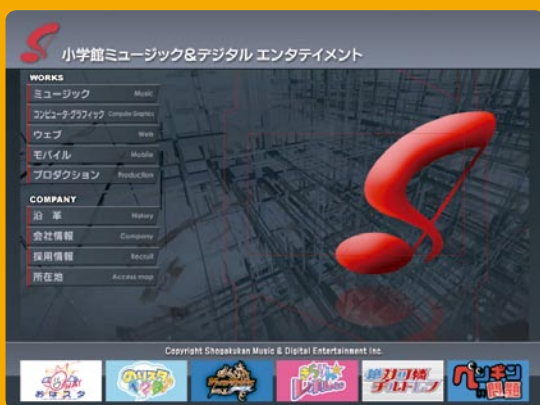 小学館ミュージック&デジタル エンタテイメント
WORKS
ミュージック Music
コンピュータ・グラフィック Computer Graphics
ウェブ Web
モバイル Mobile
プロダクション Production
COMPANY
沿 革 History
会社情報 Company
採用情報 Recruit
所在地 Access map
Copyright Shogakukan Music & Digital Entertainment Inc.
おはスタ
絶対可憐チルドレン
ペンギンの問題